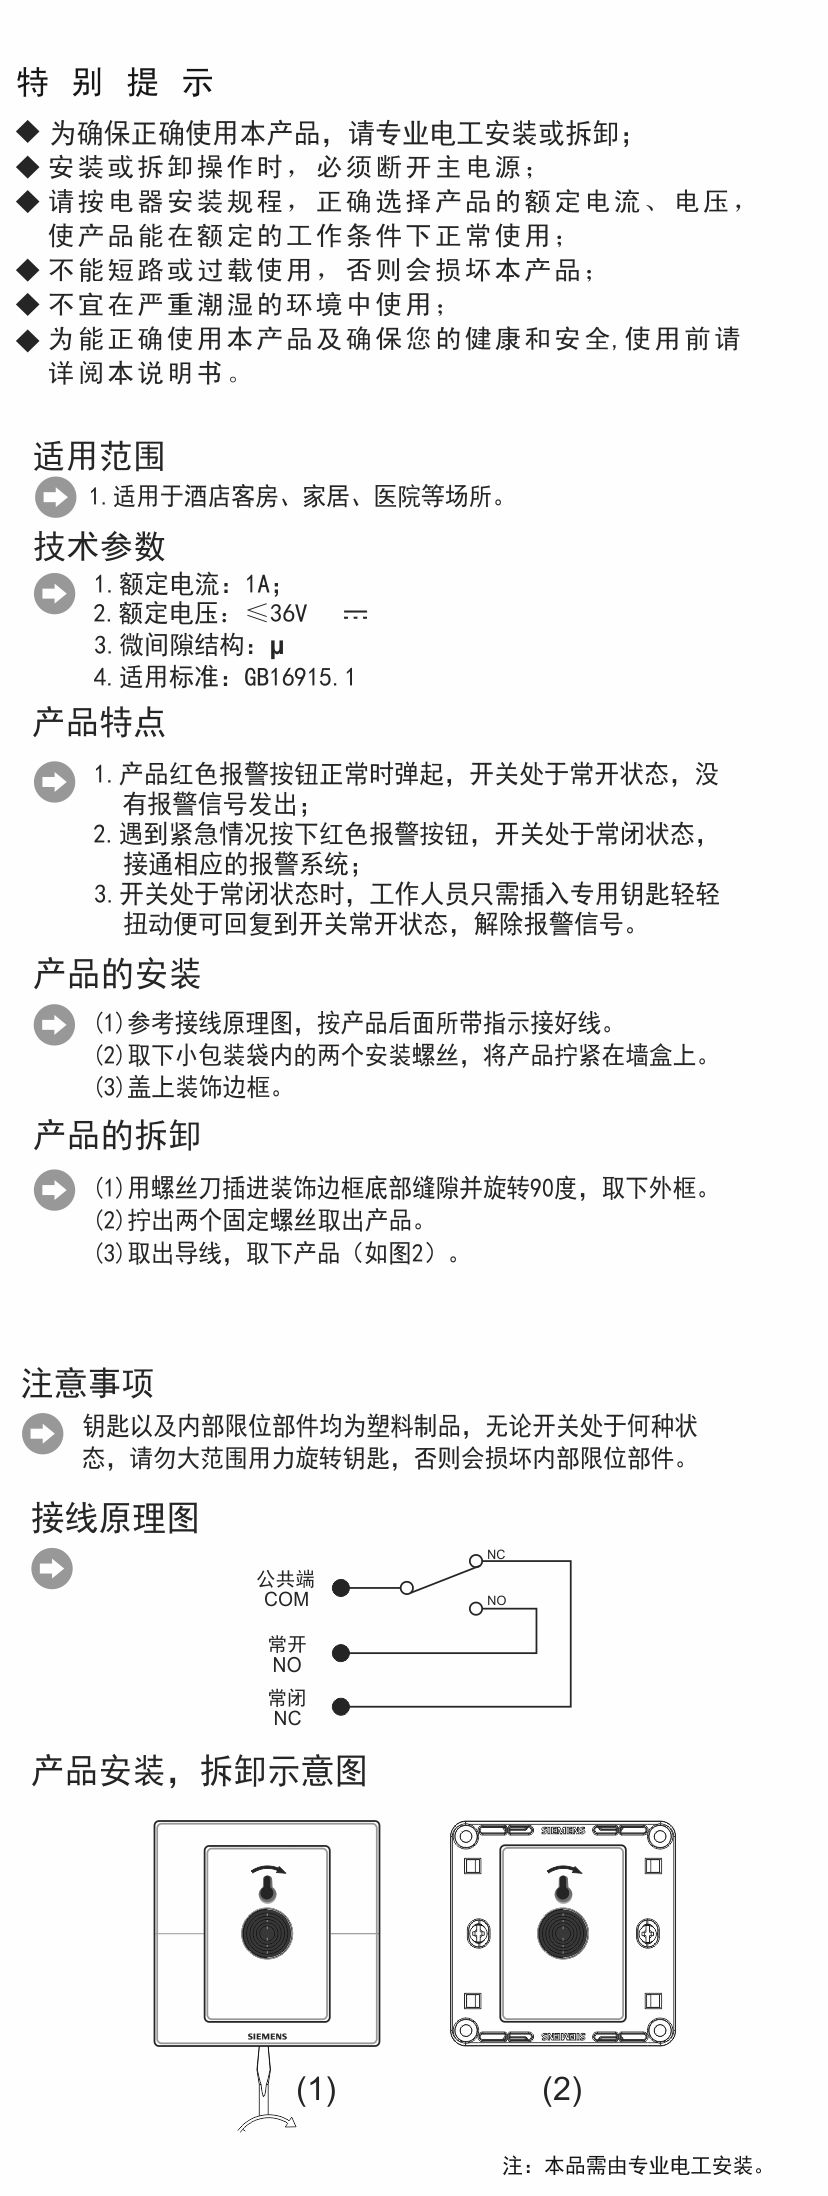 特 别 提 示
◆ 为确保正确使用本产品，请专业电工安装或拆卸；
◆ 安装或拆卸操作时，必须断开主电源；
◆ 请按电器安装规程，正确选择产品的额定电流、电压，
使产品能在额定的工作条件下正常使用；
◆ 不能短路或过载使用，否则会损坏本产品；
◆ 不宜在严重潮湿的环境中使用；
◆ 为能正确使用本产品及确保您的健康和安全,使用前请
详阅本说明书。
适用范围
1.适用于酒店客房、家居、医院等场所。
技术参数
1.额定电流：1A；
2.额定电压：≤36V ⎓
3.微间隙结构：μ
4.适用标准：GB16915.1
产品特点
1.产品红色报警按钮正常时弹起，开关处于常开状态，没
有报警信号发出；
2.遇到紧急情况按下红色报警按钮，开关处于常闭状态，
接通相应的报警系统；
3.开关处于常闭状态时，工作人员只需插入专用钥匙轻轻
扭动便可回复到开关常开状态，解除报警信号。
产品的安装
(1)参考接线原理图，按产品后面所带指示接好线。
(2)取下小包装袋内的两个安装螺丝，将产品拧紧在墙盒上。
(3)盖上装饰边框。
产品的拆卸
(1)用螺丝刀插进装饰边框底部缝隙并旋转90度，取下外框。
(2)拧出两个固定螺丝取出产品。
(3)取出导线，取下产品（如图2）。
注意事项
钥匙以及内部限位部件均为塑料制品，无论开关处于何种状
态，请勿大范围用力旋转钥匙，否则会损坏内部限位部件。
接线原理图
NC
公共端
COM
NO
常开
NO
常闭
NC
产品安装，拆卸示意图
SIEMENS
SIEMENS
SIEMENS
(1)
(2)
注：本品需由专业电工安装。